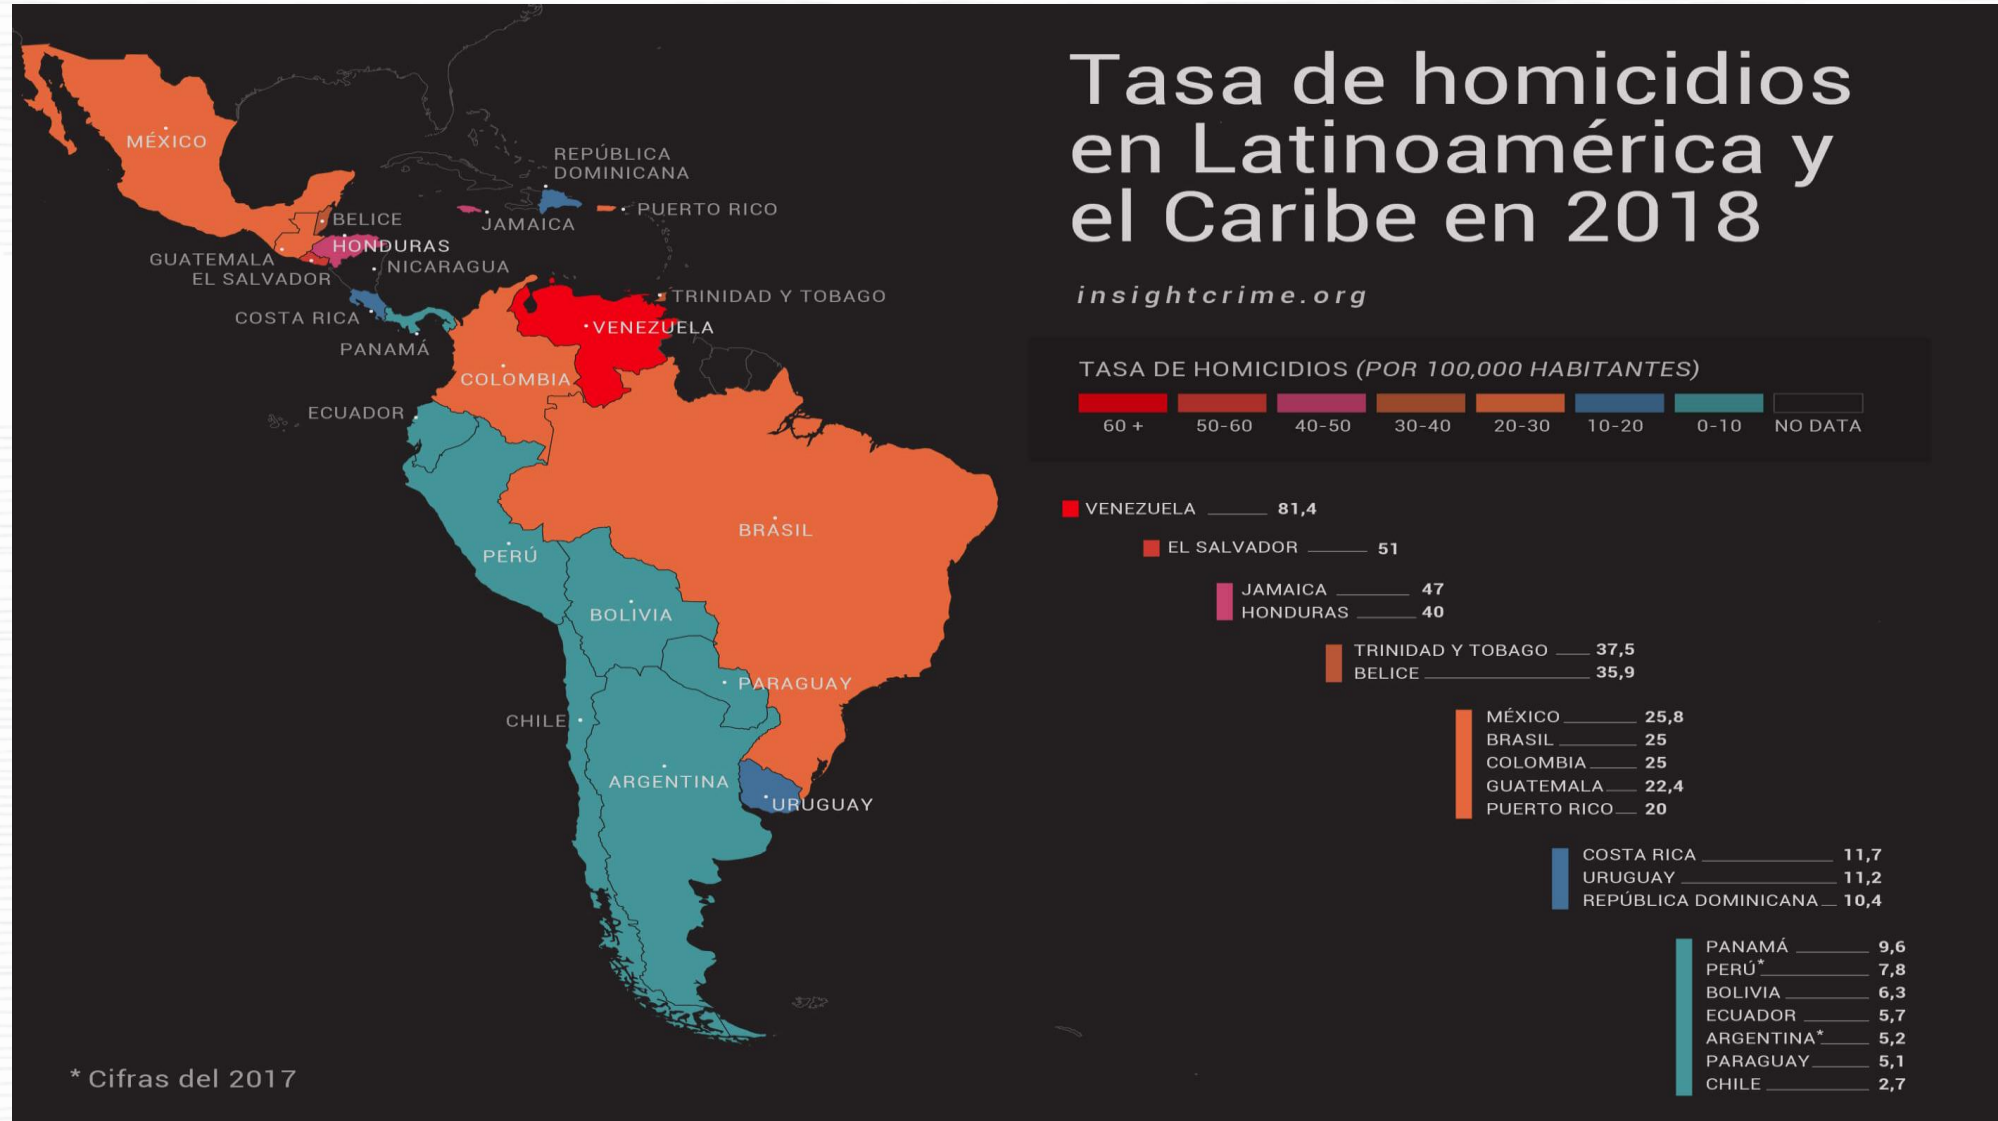 Tasa de homicidios
en Latinoamérica y
el Caribe en 2018
insightcrime.org
TASA DE HOMICIDIOS (POR 100,000 HABITANTES)
60 +
50-60
40-50
30-40
20-30
10-20
0-10
NO DATA
MÉXICO
REPÚBLICA
DOMINICANA
PUERTO RICO
BELICE
JAMAICA
HONDURAS
GUATEMALA
NICARAGUA
EL SALVADOR
TRINIDAD Y TOBAGO
COSTA RICA
VENEZUELA
PANAMÁ
COLOMBIA
ECUADOR
BRASIL
PERÚ
BOLIVIA
PARAGUAY
CHILE
ARGENTINA
URUGUAY
VENEZUELA 81,4
EL SALVADOR 51
JAMAICA 47
HONDURAS 40
TRINIDAD Y TOBAGO 37,5
BELICE 35,9
MÉXICO 25,8
BRASIL 25
COLOMBIA 25
GUATEMALA 22,4
PUERTO RICO 20
COSTA RICA 11,7
URUGUAY 11,2
REPÚBLICA DOMINICANA 10,4
PANAMÁ 9,6
PERÚ* 7,8
BOLIVIA 6,3
ECUADOR 5,7
ARGENTINA* 5,2
PARAGUAY 5,1
CHILE 2,7
* Cifras del 2017